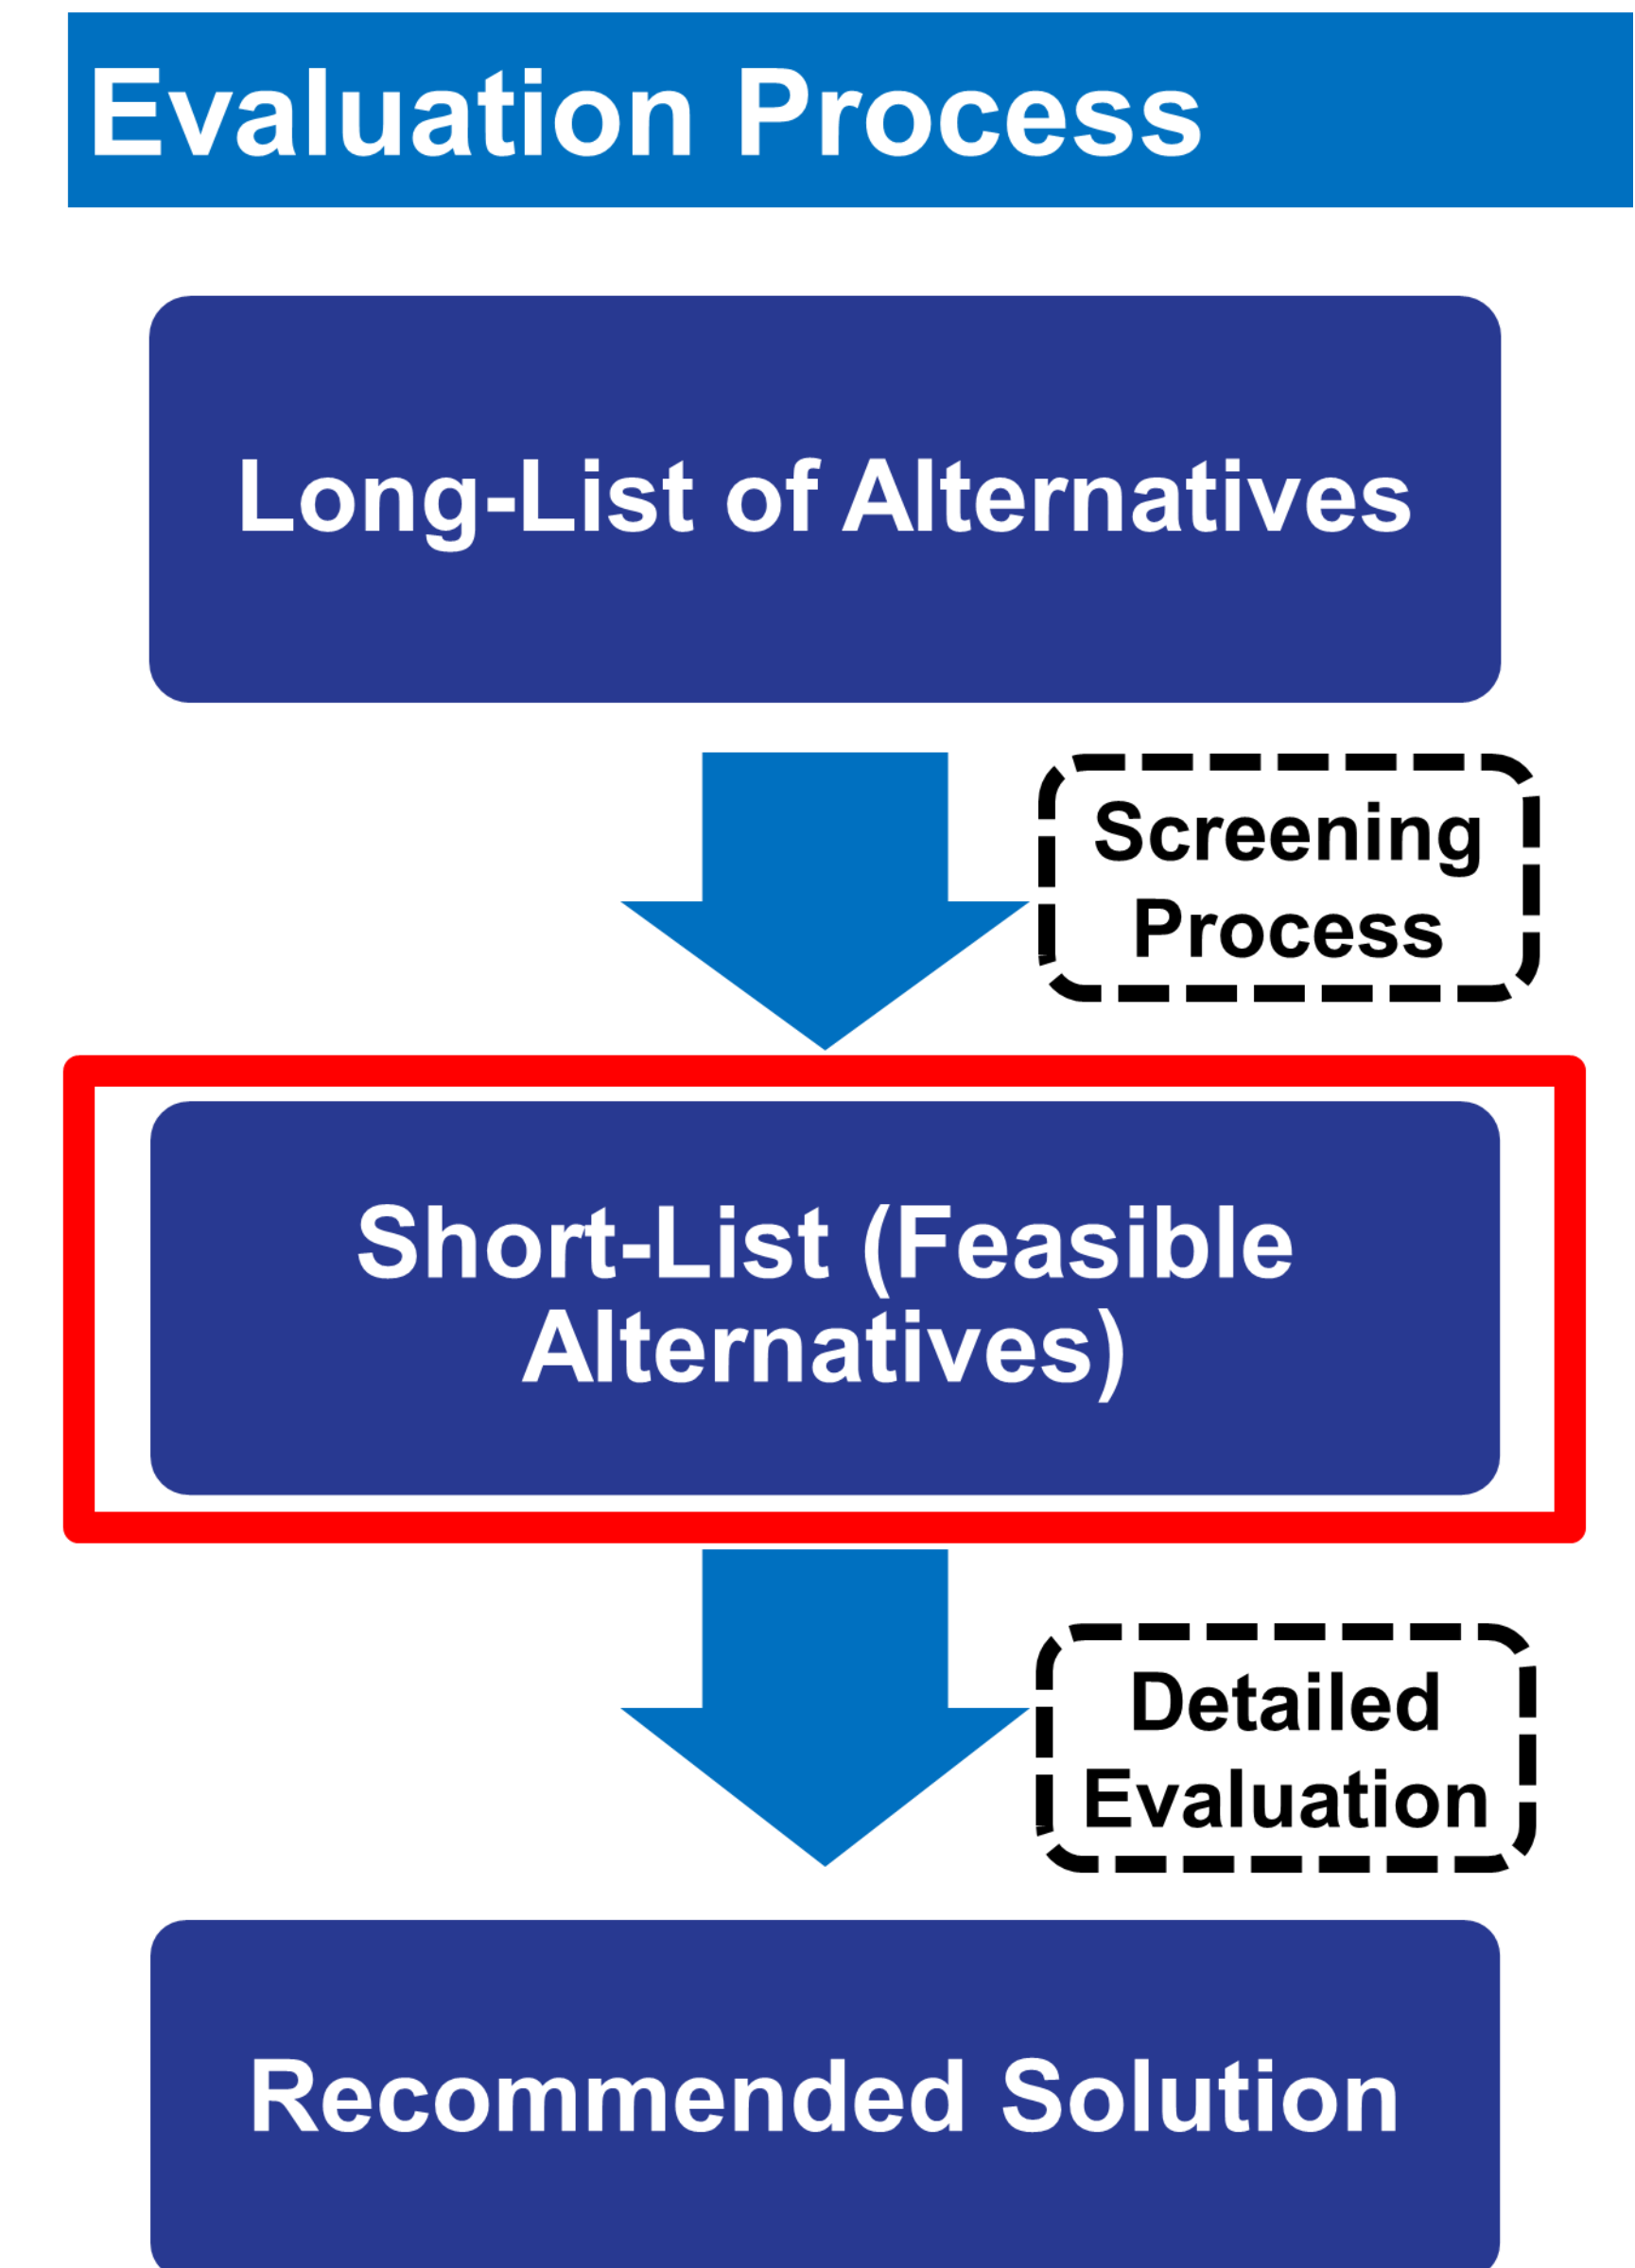 Evaluation Process
Long-List of Alternatives
Screening
Process
Short-List (Feasible
Alternatives)
Detailed
Evaluation
Recommended Solution